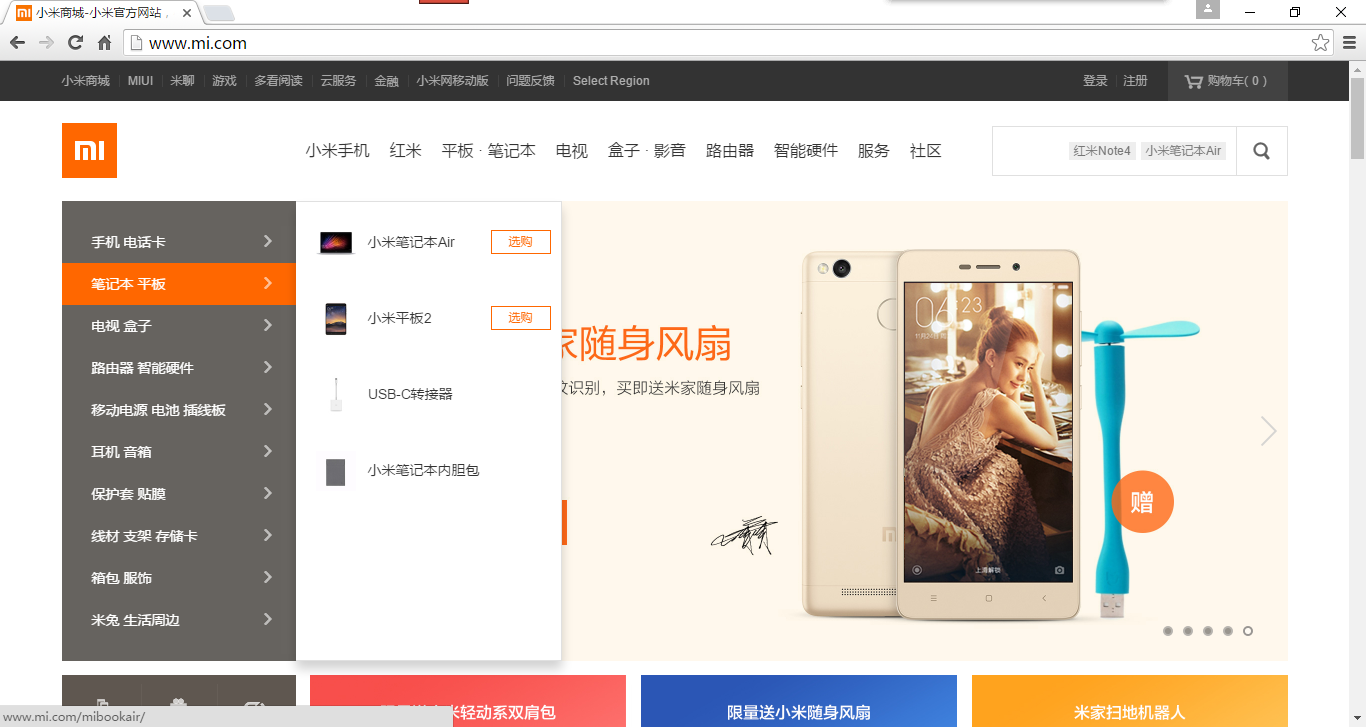 小米商城-小米官方网站，
www.mi.com
小米商城 MIUI 米聊 游戏 多看阅读 云服务 金融 小米网移动版 问题反馈 Select Region 登录 注册 购物车( 0 )
mi 小米手机 红米 平板 · 笔记本 电视 盒子 · 影音 路由器 智能硬件 服务 社区 红米Note4 小米笔记本Air
手机 电话卡
笔记本 平板
电视 盒子
路由器 智能硬件
移动电源 电池 插线板
耳机 音箱
保护套 贴膜
线材 支架 存储卡
箱包 服饰
米兔 生活周边
小米笔记本Air 选购
小米平板2 选购
USB-C转接器
小米笔记本内胆包
家随身风扇
纹识别，买即送米家随身风扇
04:23
上滑解锁
赠
米轻动系双肩包
限量送小米随身风扇
米家扫地机器人
www.mi.com/mibookair/